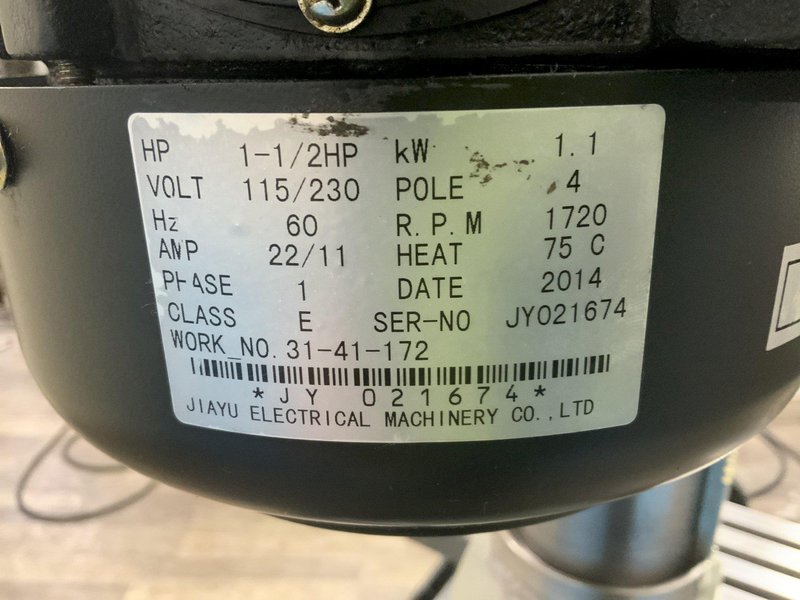 HP 1-1/2HP kW 1.1
VOLT 115/230 POLE 4
Hz 60 R.P.M 1720
AMP 22/11 HEAT 75 C
PHASE 1 DATE 2014
CLASS E SER-NO JY021674
WORK_NO. 31-41-172
*JY 021674*
JIAYU ELECTRICAL MACHINERY CO.,LTD